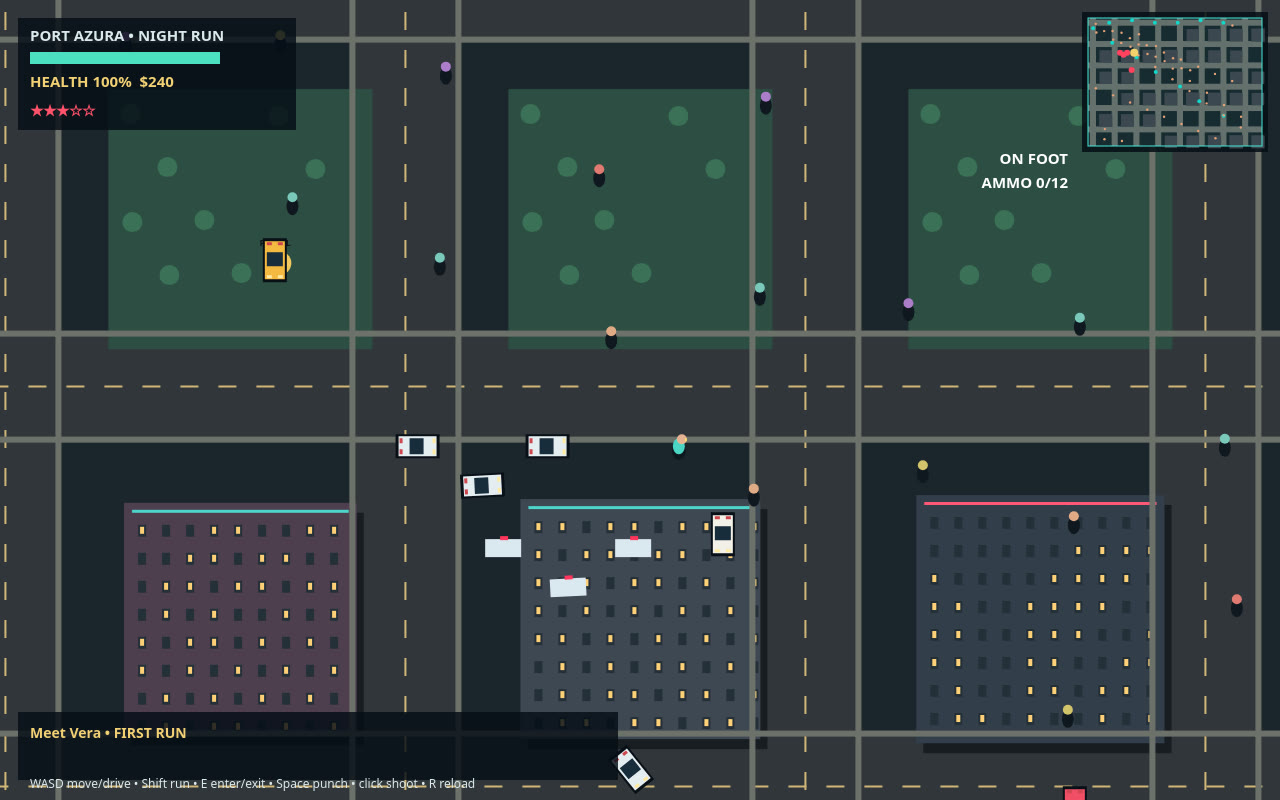 PORT AZURA • NIGHT RUN
HEALTH 100% $240
★★★☆☆
ON FOOT
AMMO 0/12
Meet Vera • FIRST RUN
WASD move/drive • Shift run • E enter/exit • Space punch • click shoot • R reload